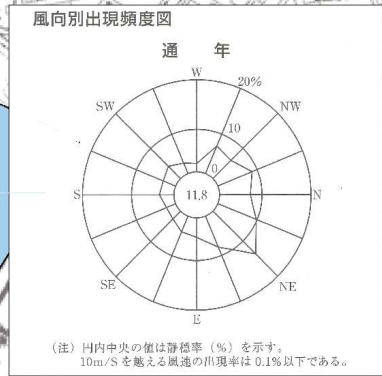 風向別出現頻度図
通 年
W
20%
SW
NW
10
0
S
11.8
N
SE
NE
E
(注) 円内中央の値は静穏率 (%) を示す。
10m/Sを越える風速の出現率は0.1%以下である。